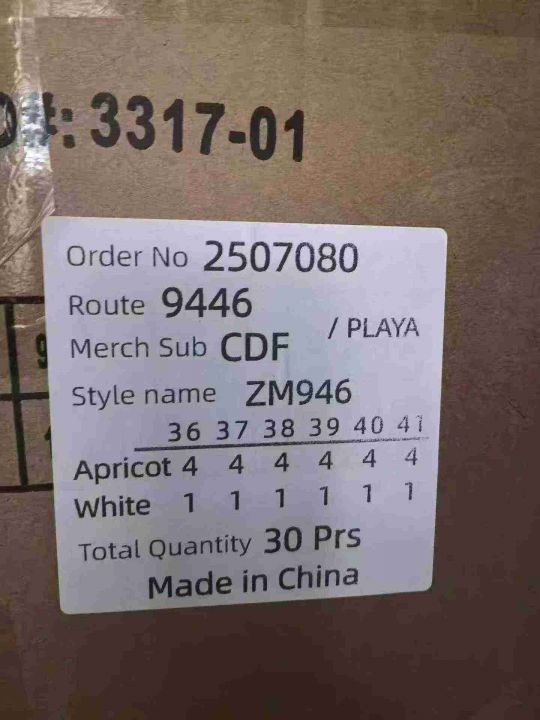 #: 3317-01
Order No 2507080
Route 9446
/ PLAYA
Merch Sub CDF
Style name ZM946
36 37 38 39 40 41
Apricot 4 4 4 4 4 4
White 1 1 1 1 1 1
Total Quantity 30 Prs
Made in China